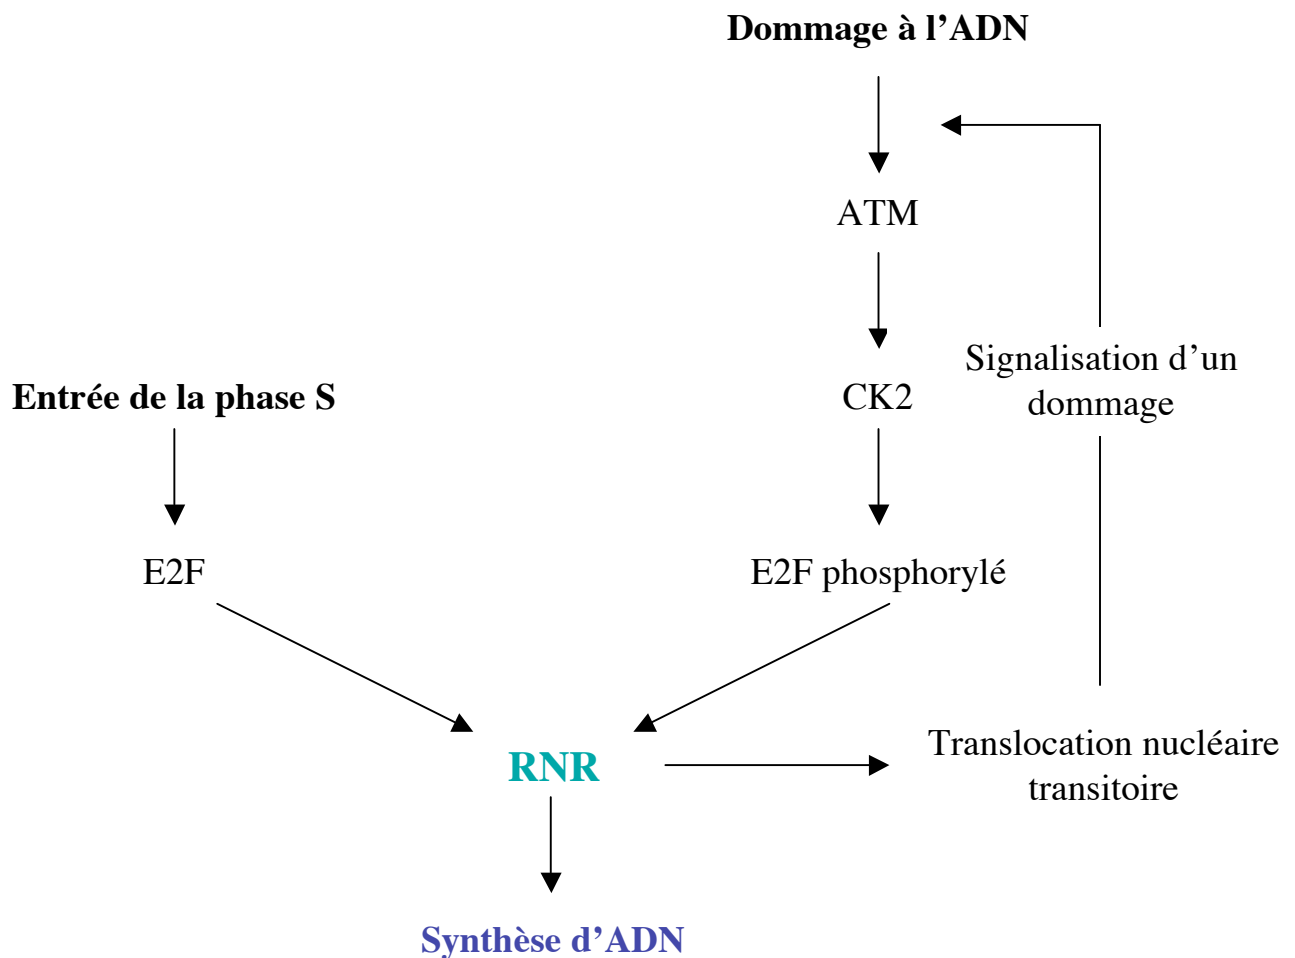 Dommage à l’ADN
ATM
Signalisation d’un
dommage
Entrée de la phase S
CK2
E2F
E2F phosphorylé
RNR
Translocation nucléaire
transitoire
Synthèse d’ADN